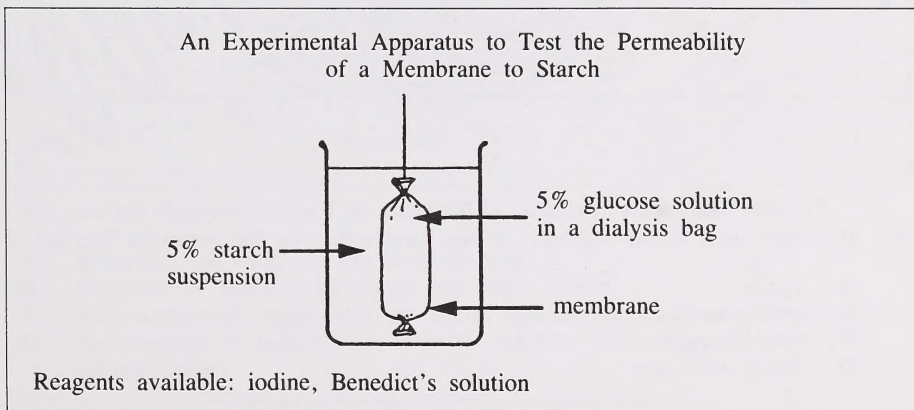 An Experimental Apparatus to Test the Permeability
of a Membrane to Starch
5% glucose solution
in a dialysis bag
5% starch
suspension
membrane
Reagents available: iodine, Benedict's solution